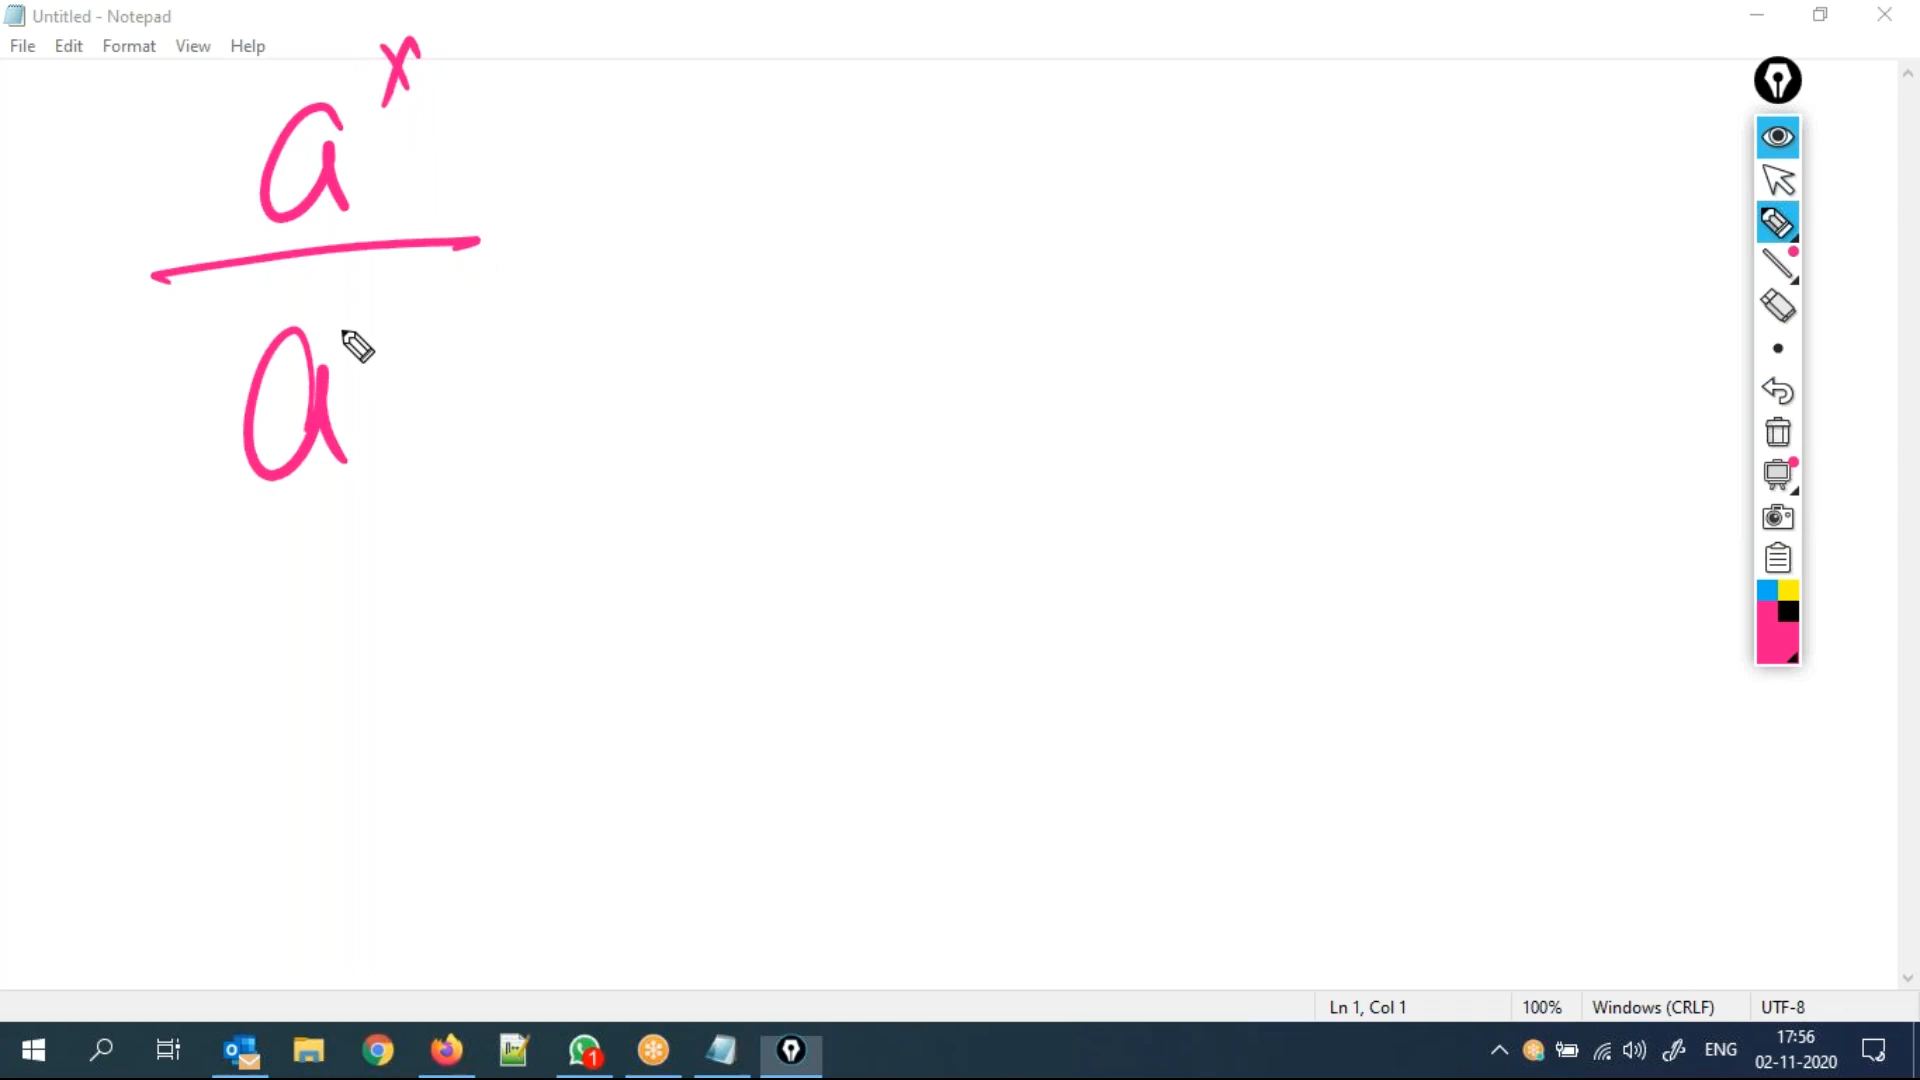 Untitled - Notepad
File Edit Format View Help
a^x
a
Ln 1, Col 1 100% Windows (CRLF) UTF-8
1
ENG
17:56
02-11-2020